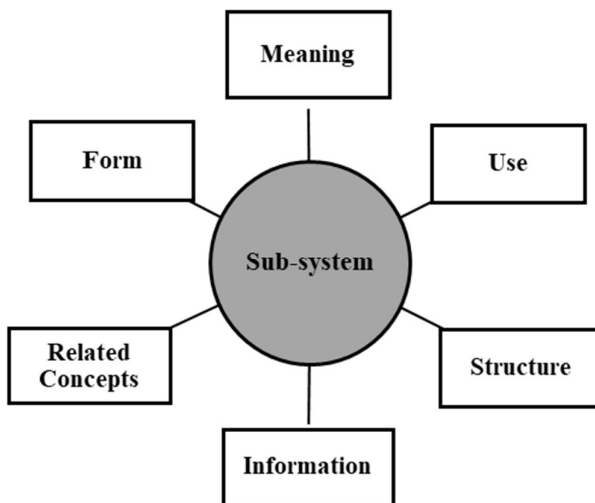 Meaning
Form
Use
Sub-system
Related
Concepts
Structure
Information